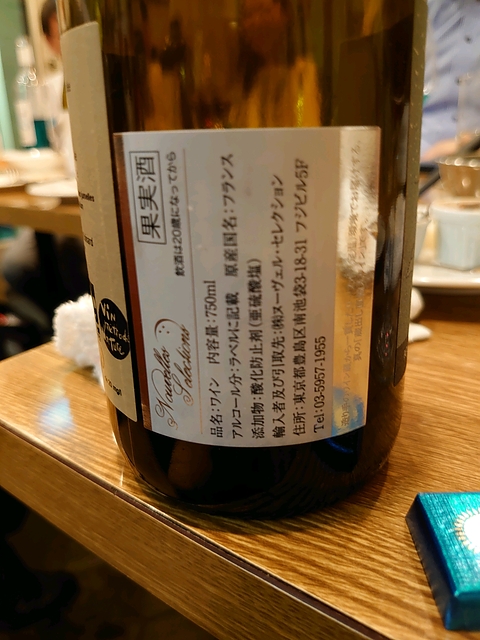 果実酒
飲酒は20歳になってから
Nouvelles
Selections
品名:ワイン 内容量:750ml
アルコール分:ラベルに記載 原産国名:フランス
添加物:酸化防止剤(亜硫酸塩)
輸入者及び引取先:㈱ヌーヴェル・セレクション
住所:東京都豊島区南池袋3-18-31 フジビル5F
Tel:03-5957-1955
Vin